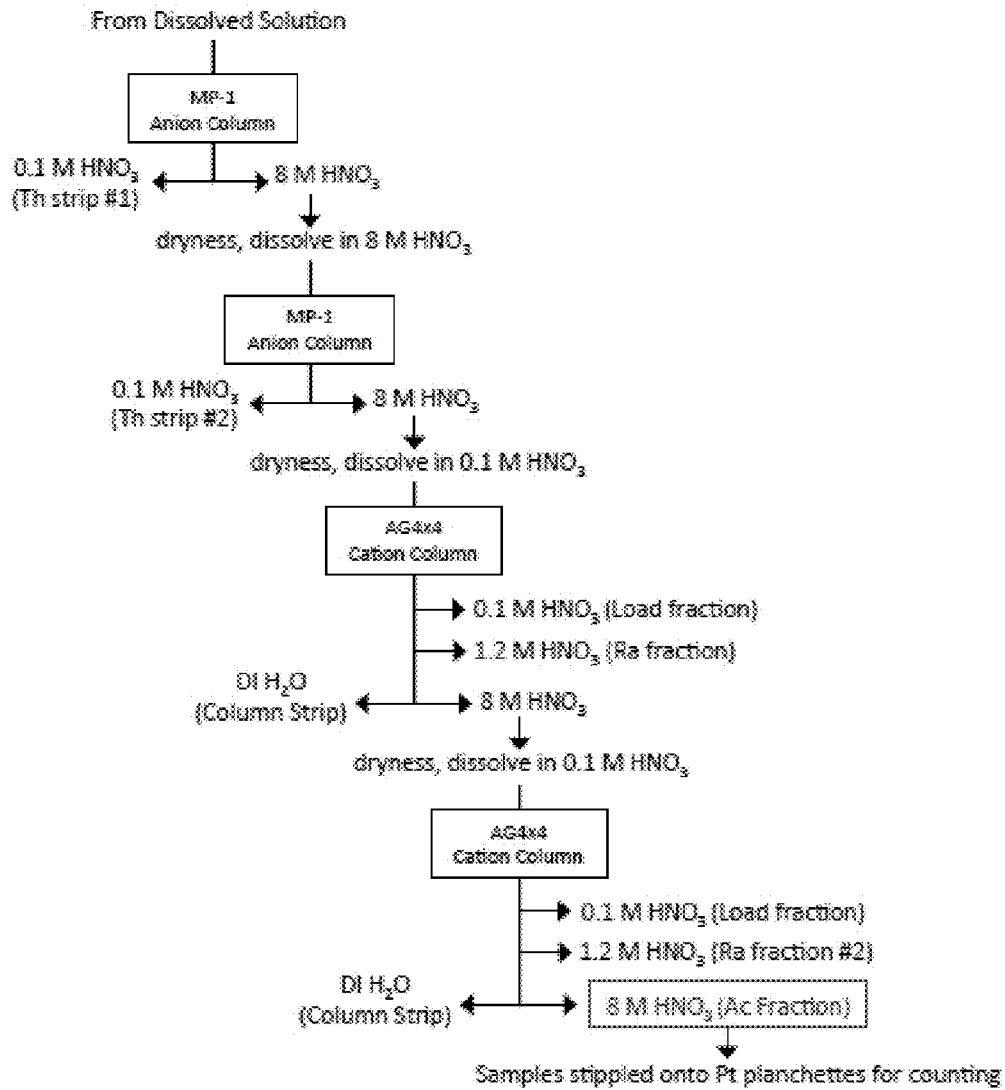 From Dissolved Solution
MP-1
Anion Column
0.1 M HNO₃
(Th strip #1)
8 M HNO₃
dryness, dissolve in 8 M HNO₃
MP-1
Anion Column
0.1 M HNO₃
(Th strip #2)
8 M HNO₃
dryness, dissolve in 0.1 M HNO₃
AG4x4
Cation Column
0.1 M HNO₃ (Load fraction)
1.2 M HNO₃ (Ra fraction)
DI H₂O
(Column Strip)
8 M HNO₃
dryness, dissolve in 0.1 M HNO₃
AG4x4
Cation Column
0.1 M HNO₃ (Load fraction)
1.2 M HNO₃ (Ra fraction #2)
DI H₂O
(Column Strip)
8 M HNO₃ (Ac Fraction)
Samples stippled onto Pt planchettes for counting